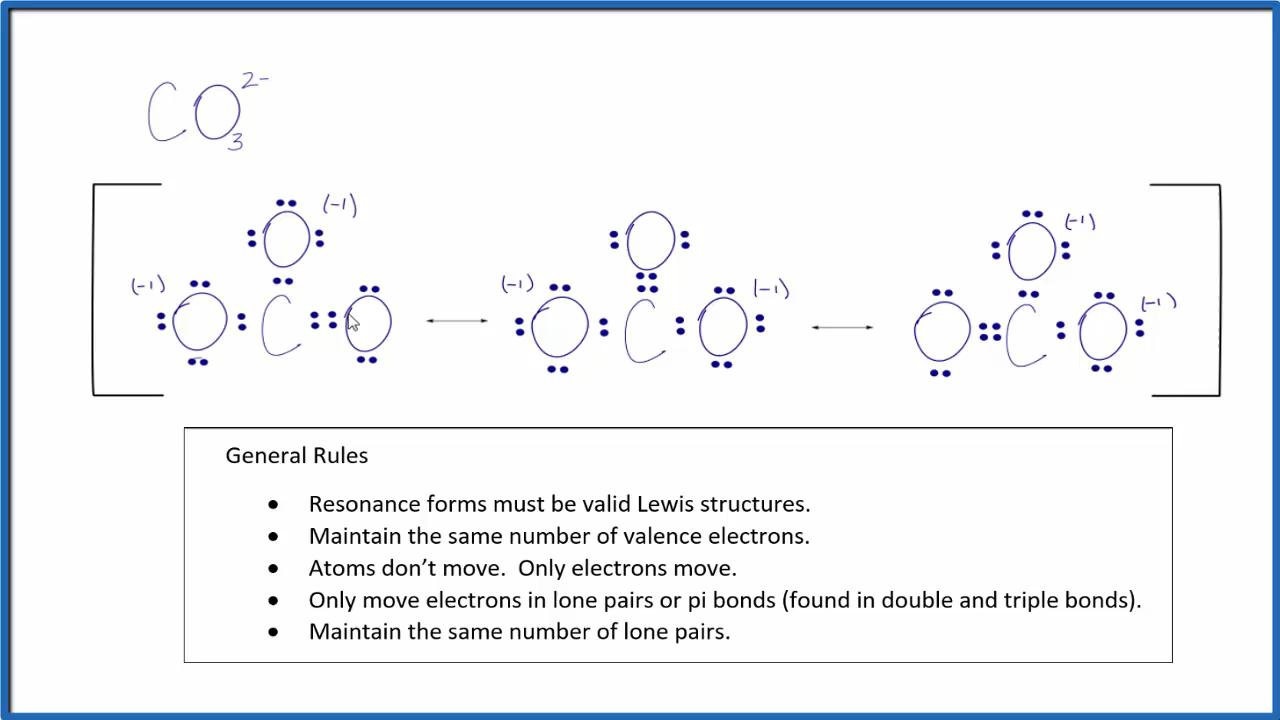 CO₃²⁻
(-1)
(-1) O C O
O
(-1) O C O (-1)
O
(-1)
O C O (-1)
O
General Rules
• Resonance forms must be valid Lewis structures.
• Maintain the same number of valence electrons.
• Atoms don’t move. Only electrons move.
• Only move electrons in lone pairs or pi bonds (found in double and triple bonds).
• Maintain the same number of lone pairs.